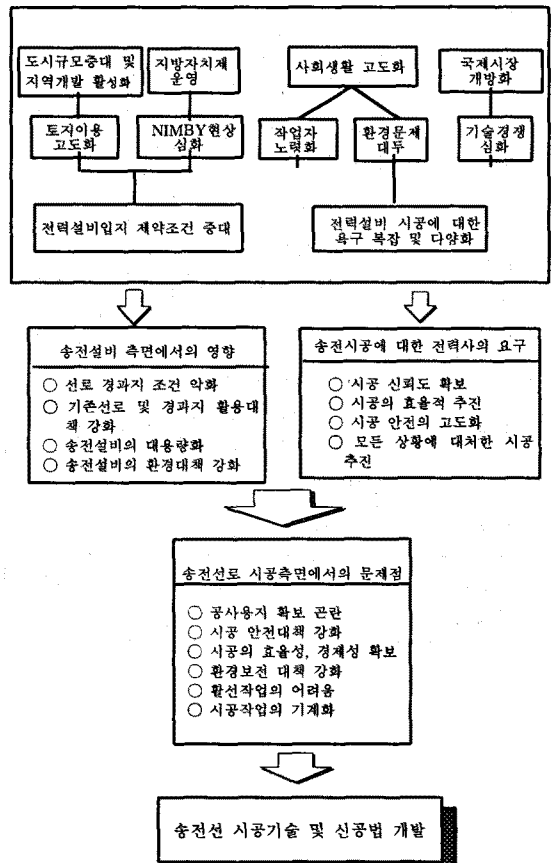 도시규모증대 및
지역개발 활성화
지방자치제
운영
사회생활 고도화
국제시장
개방화
토지이용
고도화
NIMBY현상
심화
작업자
노령화
환경문제
대두
기술경쟁
심화
전력설비입지 제약조건 증대
전력설비 시공에 대한
욕구 복잡 및 다양화
송전설비 측면에서의 영향
○ 선로 경과지 조건 악화
○ 기존선로 및 경과지 활용대
책 강화
○ 송전설비의 대용량화
○ 송전설비의 환경대책 강화
송전시공에 대한 전력사의 요구
○ 시공 신뢰도 확보
○ 시공의 효율적 추진
○ 시공 안전의 고도화
○ 모든 상황에 대처한 시공
추진
송전선로 시공측면에서의 문제점
○ 공사용지 확보 곤란
○ 시공 안전대책 강화
○ 시공의 효율성, 경제성 확보
○ 환경보전 대책 강화
○ 활선작업의 어려움
○ 시공작업의 기계화
송전선 시공기술 및 신공법 개발